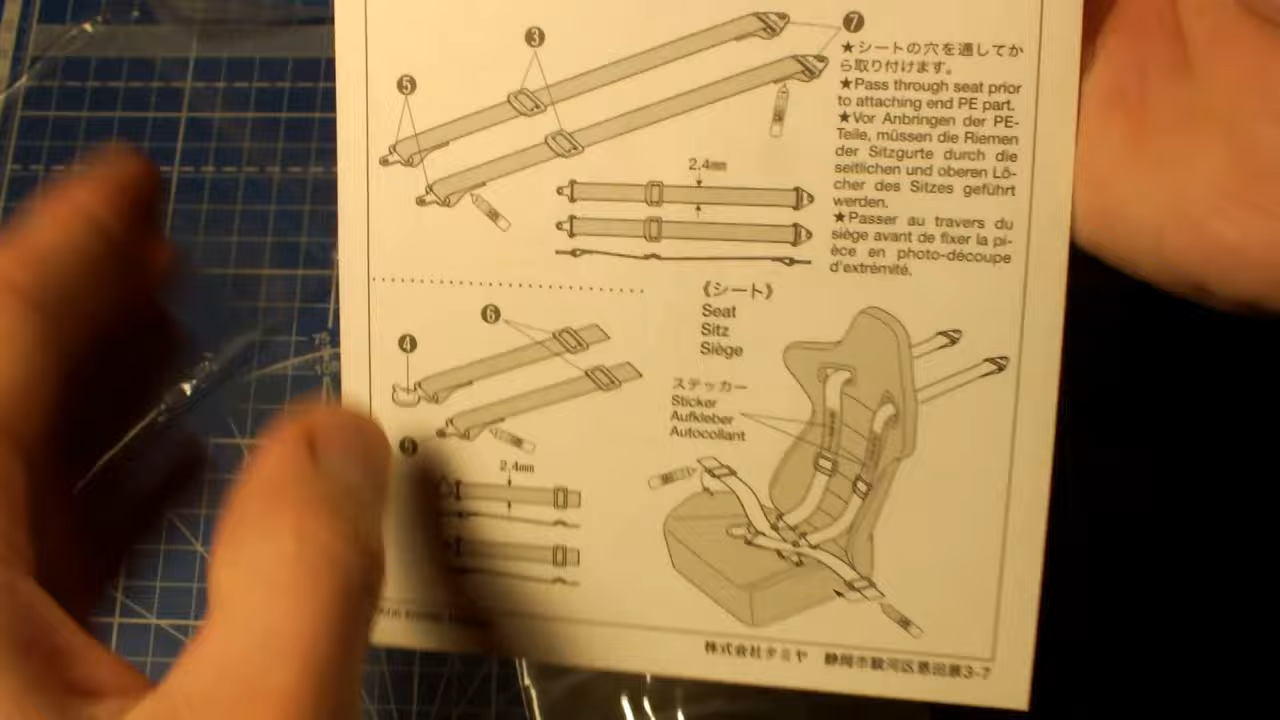 3
7
5
★シートの穴を通してか
ら取り付けます。
★Pass through seat prior
to attaching end PE part.
★Vor Anbringen der PE-
Teile, müssen die Riemen
der Sitzgurte durch die
seitlichen und oberen Lö-
cher des Sitzes geführt
werden.
★Passer au travers du
siège avant de fixer la pi-
èce en photo-découpe
d'extrémité.
2.4mm
《シート》
Seat
Sitz
Siège
6
4
5
ステッカー
Sticker
Aufkleber
Autocollant
2.4mm
株式会社タミヤ 静岡市駿河区恩田原3-7